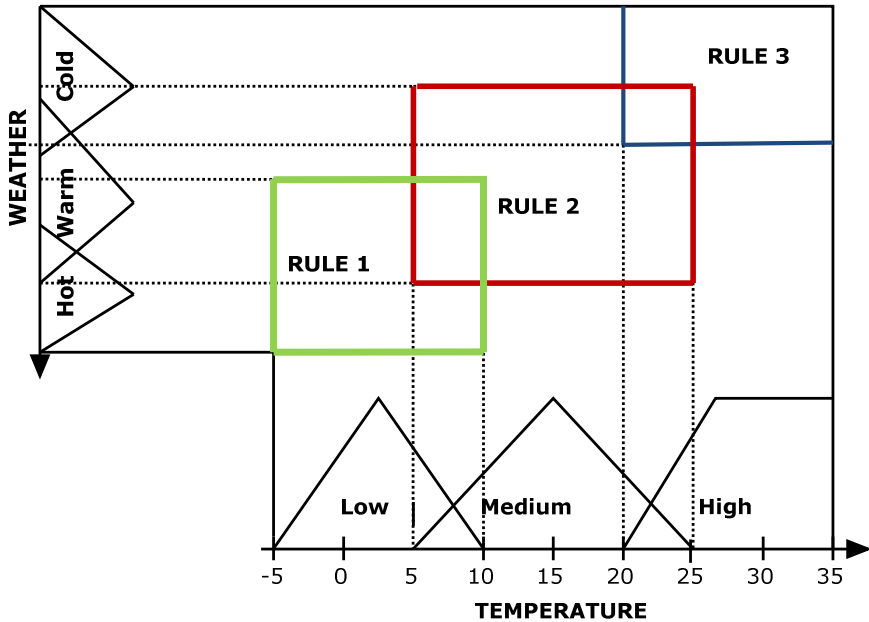 Cold
RULE 3
WEATHER
Warm
RULE 2
RULE 1
Hot
Low
Medium
High
-5 0 5 10 15 20 25 30 35
TEMPERATURE